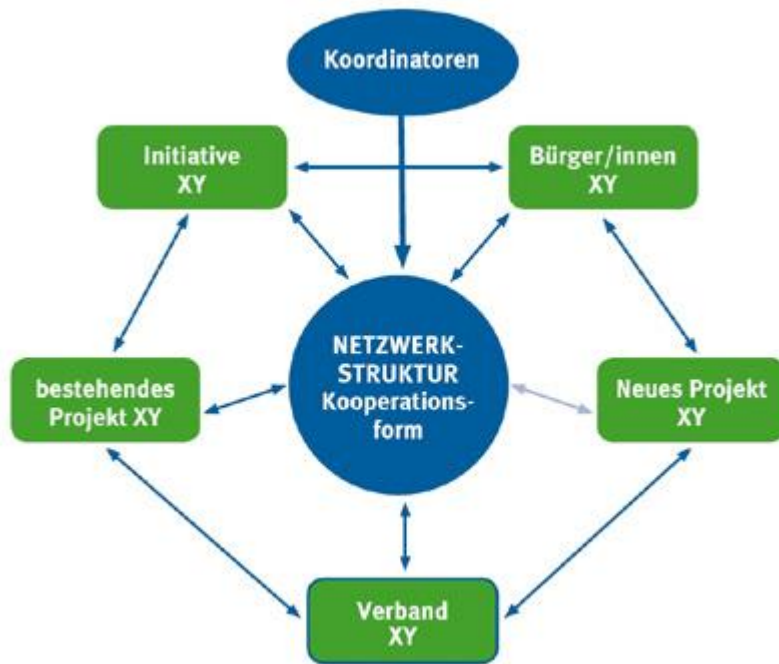 Koordinatoren
Initiative
XY
Bürger/innen
XY
NETZWERK-
STRUKTUR
Kooperations-
form
bestehendes
Projekt XY
Neues Projekt
XY
Verband
XY